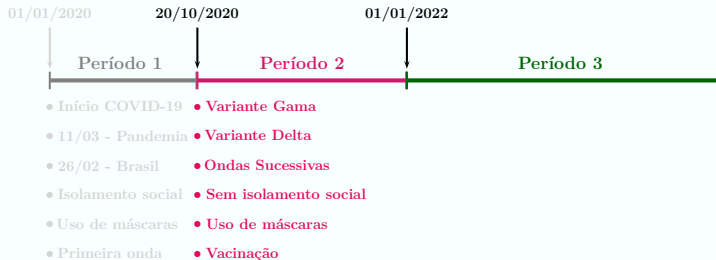 01/01/2020 20/10/2020 01/01/2022
Período 1 Período 2 Período 3
• Início COVID-19 • Variante Gama
• 11/03 - Pandemia • Variante Delta
• 26/02 - Brasil • Ondas Sucessivas
• Isolamento social • Sem isolamento social
• Uso de máscaras • Uso de máscaras
• Primeira onda • Vacinação